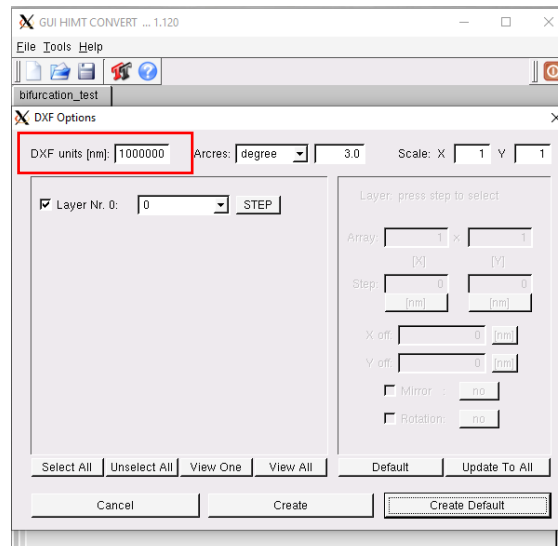 GUI HIMT CONVERT ... 1.120
File Tools Help
bifurcation_test
DXF Options
DXF units [nm]: 1000000 Arcres: degree 3.0 Scale: X 1 Y 1
Layer Nr. 0: 0 STEP
Layer: press step to select
Array: 1 x 1
[X] [Y]
Step: 0 0
[nm] [nm]
X off: 0 [nm]
Y off: 0 [nm]
Mirror : no
Rotation: no
Select All Unselect All View One View All Default Update To All
Cancel Create Create Default